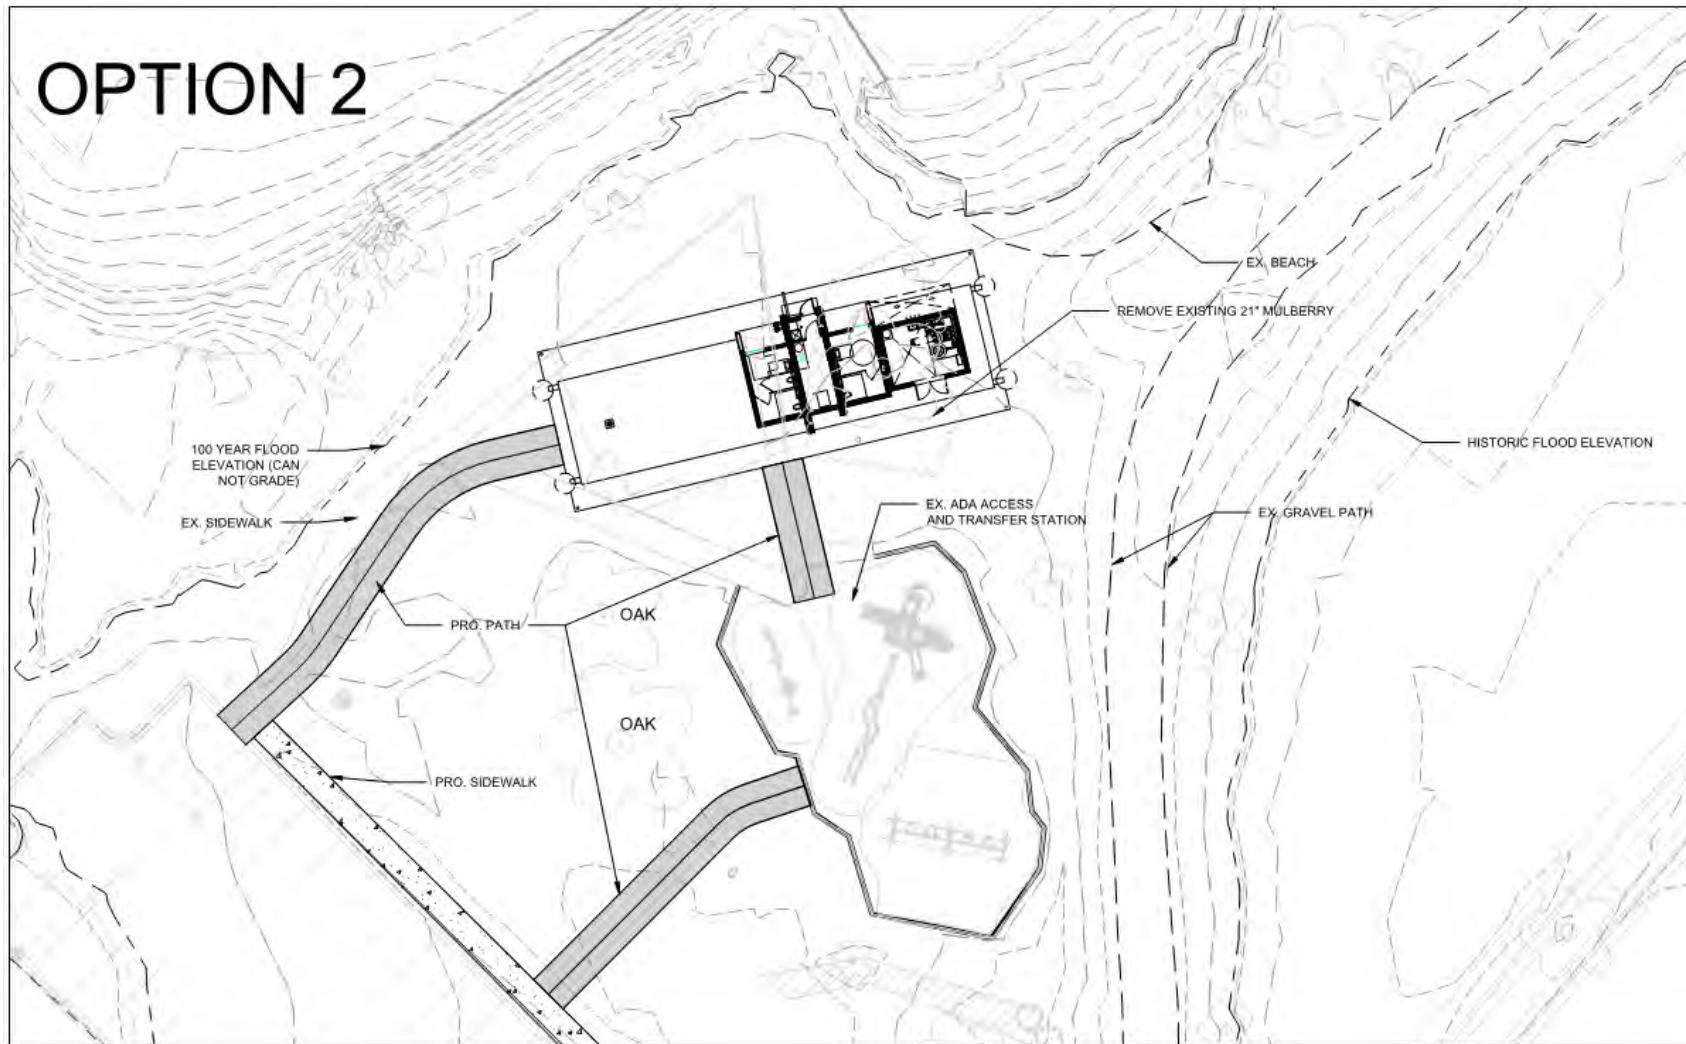 OPTION 2
EX. BEACH
REMOVE EXISTING 21" MULBERRY
100 YEAR FLOOD
ELEVATION (CAN
NOT GRADE)
HISTORIC FLOOD ELEVATION
EX. SIDEWALK
EX. ADA ACCESS
AND TRANSFER STATION
EX. GRAVEL PATH
PRO. PATH
OAK
OAK
PRO. SIDEWALK